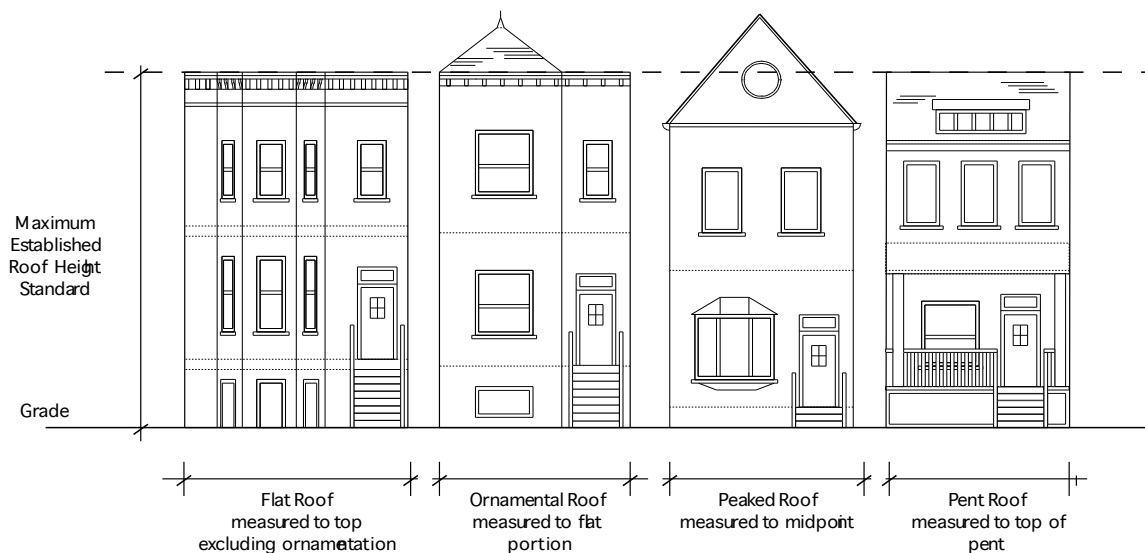 Maximum
Established
Roof Height
Standard
Grade
Flat Roof
measured to top
excluding ornamentation
Ornamental Roof
measured to flat
portion
Peaked Roof
measured to midpoint
Pent Roof
measured to top of
pent